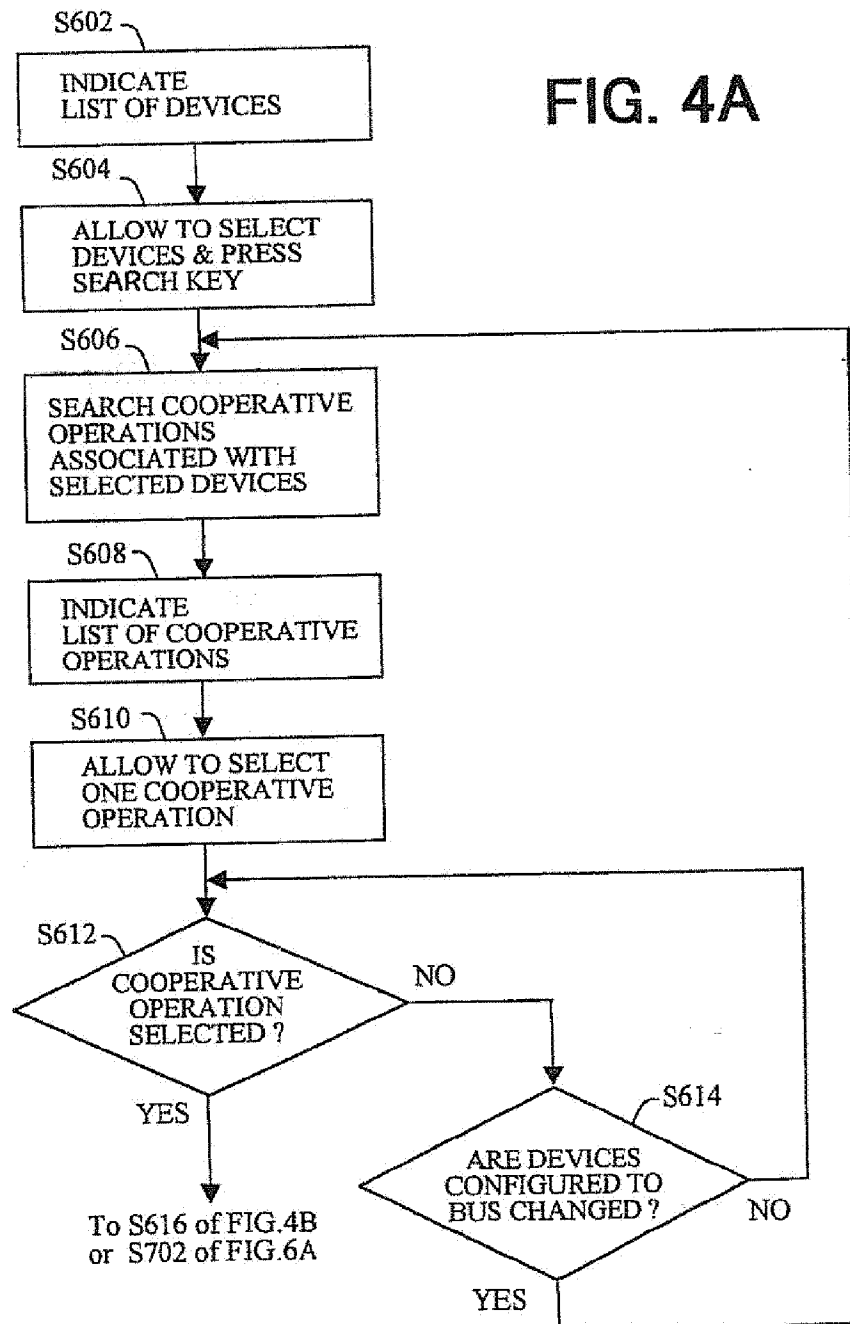 S602
FIG. 4A
INDICATE
LIST OF DEVICES
S604
ALLOW TO SELECT
DEVICES & PRESS
SEARCH KEY
S606
SEARCH COOPERATIVE
OPERATIONS
ASSOCIATED WITH
SELECTED DEVICES
S608
INDICATE
LIST OF COOPERATIVE
OPERATIONS
S610
ALLOW TO SELECT
ONE COOPERATIVE
OPERATION
S612
IS
COOPERATIVE
OPERATION
SELECTED ?
NO
YES
S614
ARE DEVICES
CONFIGURED TO
BUS CHANGED ?
NO
To S616 of FIG.4B
or S702 of FIG.6A
YES